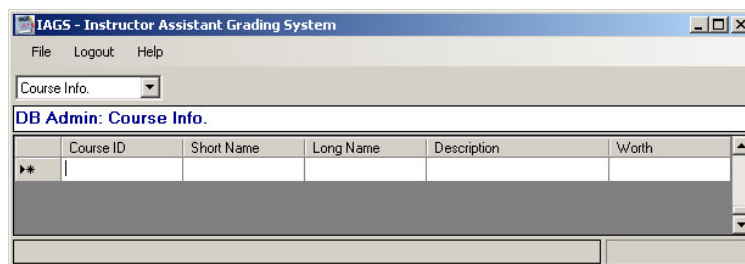 IAGS - Instructor Assistant Grading System
File Logout Help
Course Info.
DB Admin: Course Info.
Course ID Short Name Long Name Description Worth